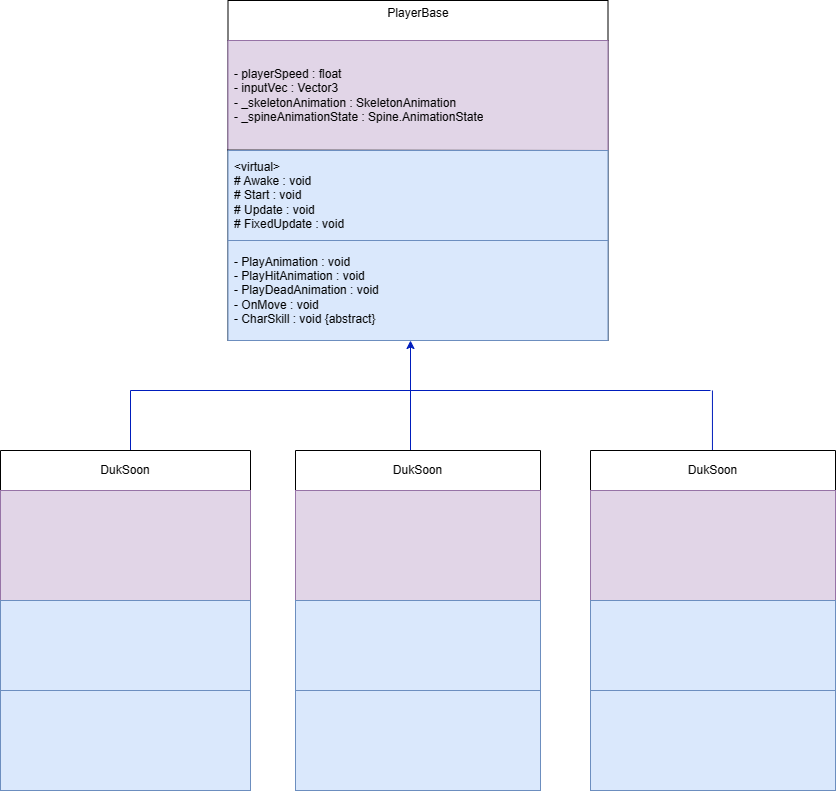 PlayerBase
- playerSpeed : float
- inputVec : Vector3
- _skeletonAnimation : SkeletonAnimation
- _spineAnimationState : Spine.AnimationState
<virtual>
# Awake : void
# Start : void
# Update : void
# FixedUpdate : void
- PlayAnimation : void
- PlayHitAnimation : void
- PlayDeadAnimation : void
- OnMove : void
- CharSkill : void {abstract}
DukSoon
DukSoon
DukSoon